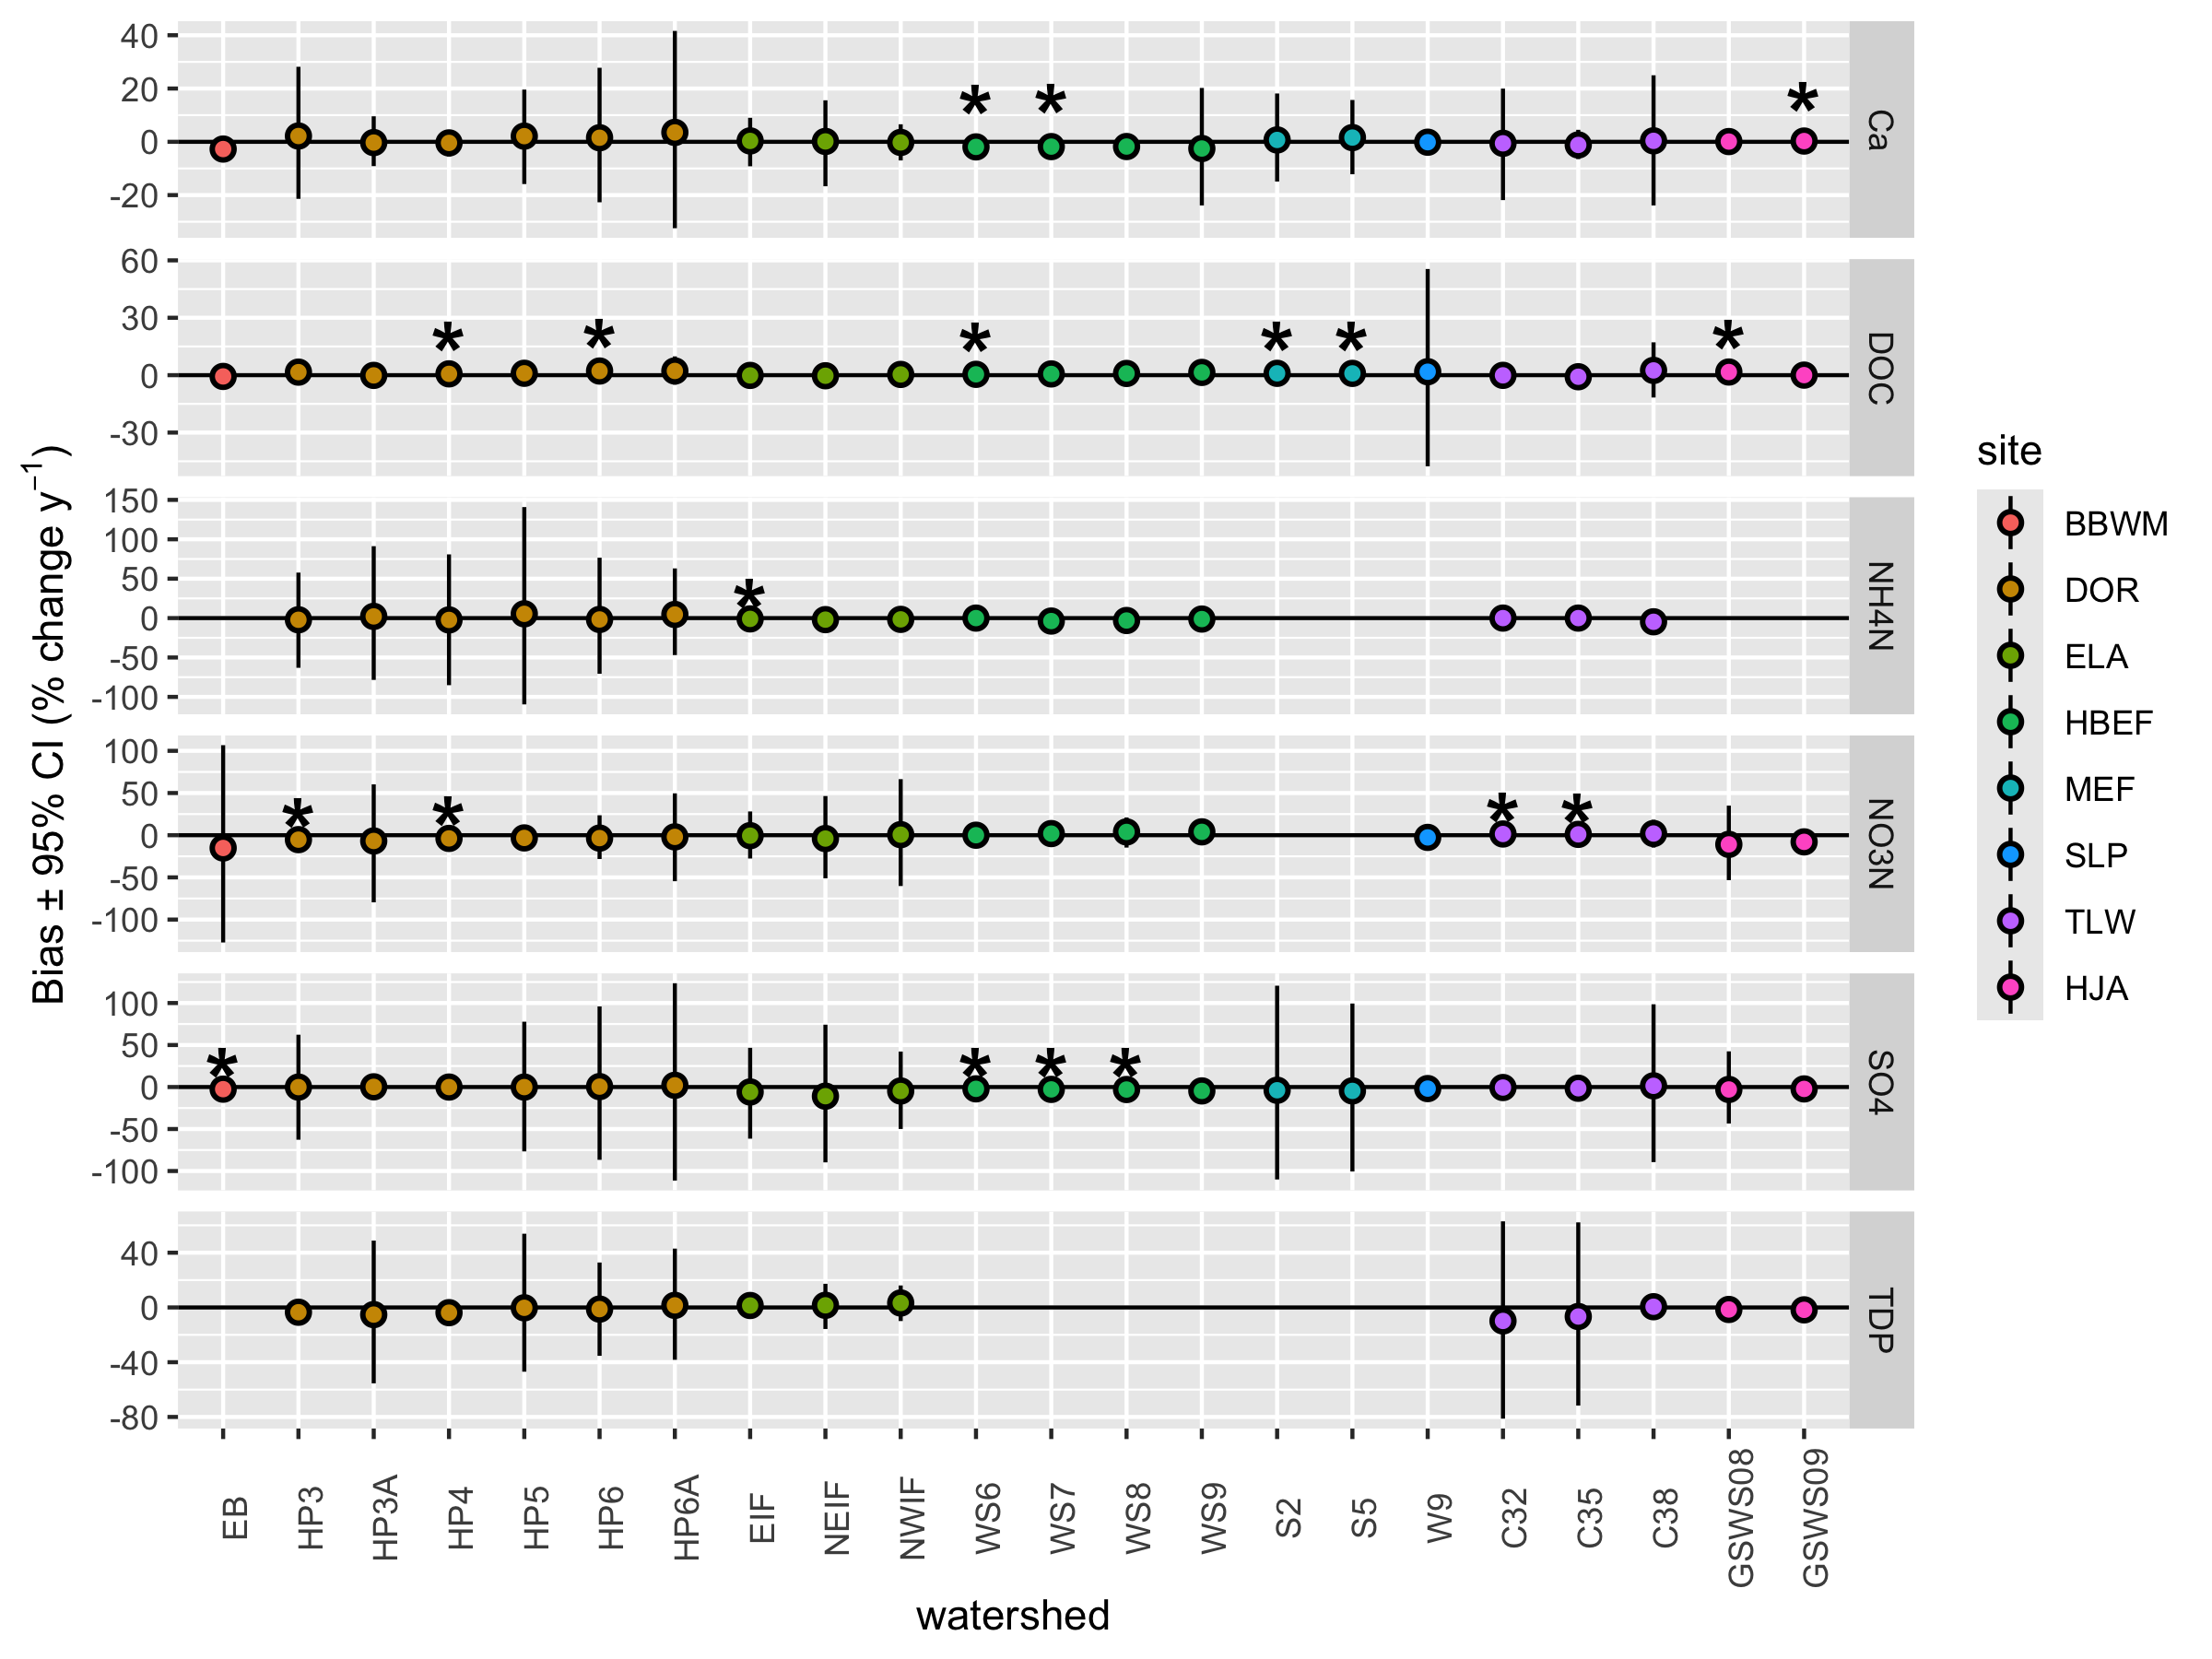 Bias ± 95% CI (% change y⁻¹)
40
20
0
-20
Ca
60
30
0
-30
DOC
150
100
50
0
-50
-100
NH4N
100
50
0
-50
-100
NO3N
100
50
0
-50
-100
SO4
40
0
-40
-80
TDP
* * *
* * * * * *
*
* * * *
* * * *
EB HP3 HP3A HP4 HP5 HP6 HP6A EIF NEIF NWIF WS6 WS7 WS8 WS9 S2 S5 W9 C32 C35 C38 GSWS08 GSWS09
watershed
site
BBWM
DOR
ELA
HBEF
MEF
SLP
TLW
HJA